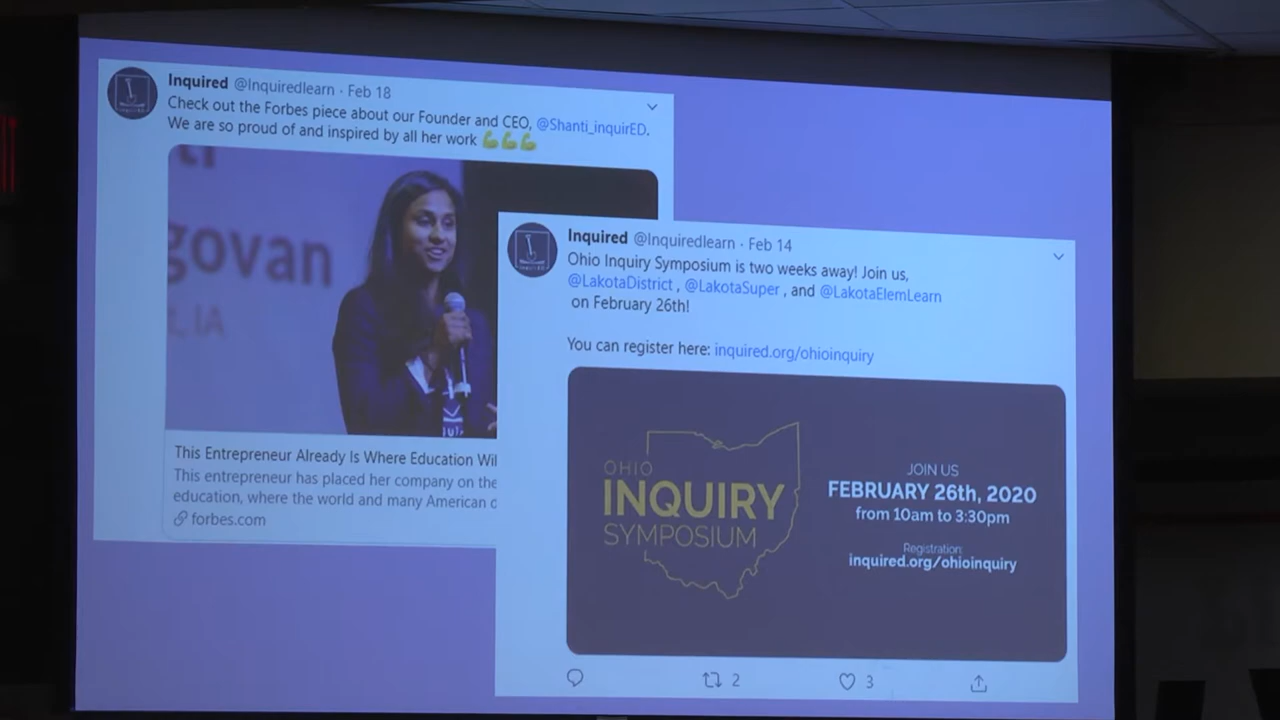 Inquired @Inquiredlearn · Feb 18
Check out the Forbes piece about our Founder and CEO, @Shanti_inquirED.
We are so proud of and inspired by all her work 💪💪💪
govan
, IA
This Entrepreneur Already Is Where Education Wil
This entrepreneur has placed her company on the
education, where the world and many American
forbes.com
Inquired @Inquiredlearn · Feb 14
Ohio Inquiry Symposium is two weeks away! Join us,
@LakotaDistrict , @LakotaSuper , and @LakotaElemLearn
on February 26th!
You can register here: inquired.org/ohioinquiry
OHIO
INQUIRY
SYMPOSIUM
JOIN US
FEBRUARY 26th, 2020
from 10am to 3:30pm
Registration:
inquired.org/ohioinquiry
2
3